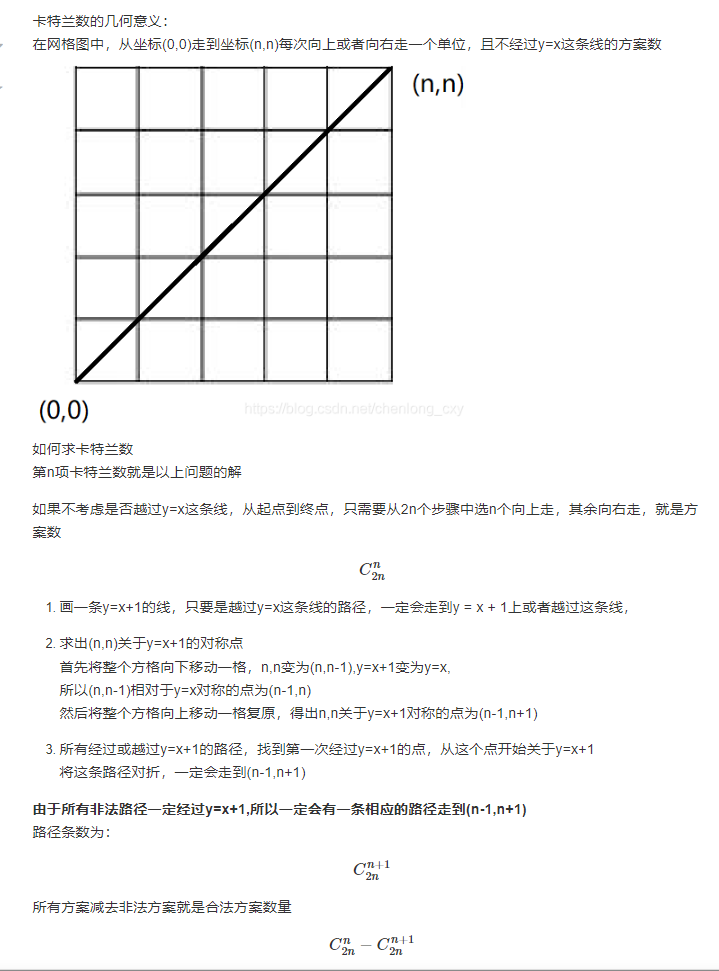 卡特兰数的几何意义：
在网格图中，从坐标(0,0)走到坐标(n,n)每次向上或者向右走一个单位，且不经过y=x这条线的方案数
(n,n)
(0,0)
https://blog.csdn.net/chanlong_cxy
如何求卡特兰数
第n项卡特兰数就是以上问题的解
如果不考虑是否越过y=x这条线，从起点到终点，只需要从2n个步骤中选n个向上走，其余向右走，就是方
案数
$C_{2n}^{n}$
1. 画一条y=x+1的线，只要是越过y=x这条线的路径，一定会走到y = x + 1上或者越过这条线，
2. 求出(n,n)关于y=x+1的对称点
首先将整个方格向下移动一格，n,n变为(n,n-1),y=x+1变为y=x,
所以(n,n-1)相对于y=x对称的点为(n-1,n)
然后将整个方格向上移动一格复原，得出n,n关于y=x+1对称的点为(n-1,n+1)
3. 所有经过或越过y=x+1的路径，找到第一次经过y=x+1的点，从这个点开始关于y=x+1
将这条路径对折，一定会走到(n-1,n+1)
由于所有非法路径一定经过y=x+1,所以一定会有一条相应的路径走到(n-1,n+1)
路径条数为：
$C_{2n}^{n+1}$
所有方案减去非法方案就是合法方案数量
$C_{2n}^{n} - C_{2n}^{n+1}$